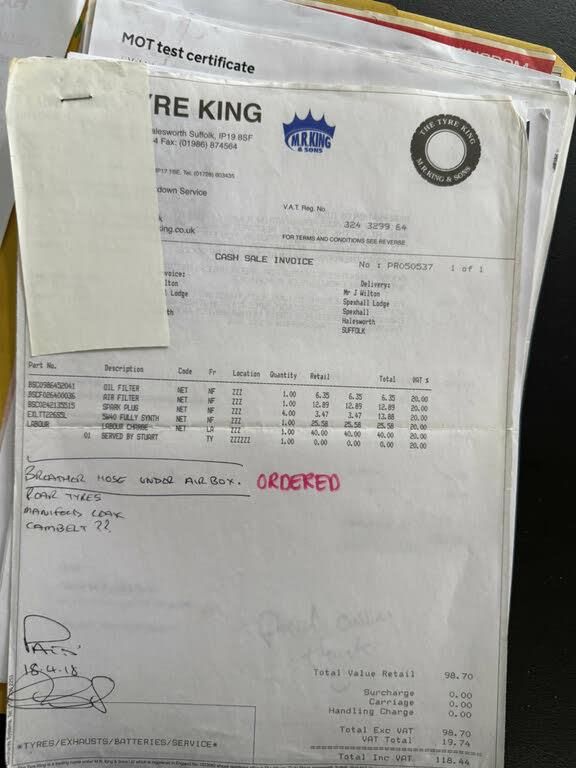 MOT test certificate
YRE KING
alesworth Suffolk, IP19 8SF
4 Fax: (01986) 874564
M.R.KING
& SONS
THE TYRE KING
M.R.KING & SONS
IP17 1SE. Tel. (01728) 603435
kdown Service
V.A.T. Reg. No.
324 3299 64
king.co.uk
FOR TERMS AND CONDITIONS SEE REVERSE
CASH SALE INVOICE No : PR050537 1 of 1
voice: Delivery:
lton Mr J Wilton
l Lodge Spexhall Lodge
Spexhall
th Halesworth
SUFFOLK
Part No. Description Code Fr Location Quantity Retail Total VAT %
BSC0986452041 OIL FILTER NET NF ZZZ 1.00 6.35 6.35 6.35 20.00
BSCF026400036 AIR FILTER NET NF ZZZ 1.00 12.89 12.89 12.89 20.00
BSC0242135515 SPARK PLUG NET NF ZZZ 4.00 3.47 3.47 13.88 20.00
EXLTT226S5L 5W40 FULLY SYNTH NET NF ZZZ 1.00 25.58 25.58 25.58 20.00
LABOUR LABOUR CHARGE NET LA ZZZ 1.00 40.00 40.00 40.00 20.00
01 SERVED BY STUART TY ZZZZZZ 1.00 0.00 0.00 0.00 20.00
BREATHER HOSE UNDER AIRBOX. ORDERED
REAR TYRES
MANIFOLD LEAK
CAMBELT ??
PAID
18.4.18
Total Value Retail 98.70
Surcharge 0.00
Carriage 0.00
Handling Charge 0.00
Total Exc VAT 98.70
VAT Total 19.74
Total Inc VAT 118.44
*TYRES/EXHAUSTS/BATTERIES/SERVICE*